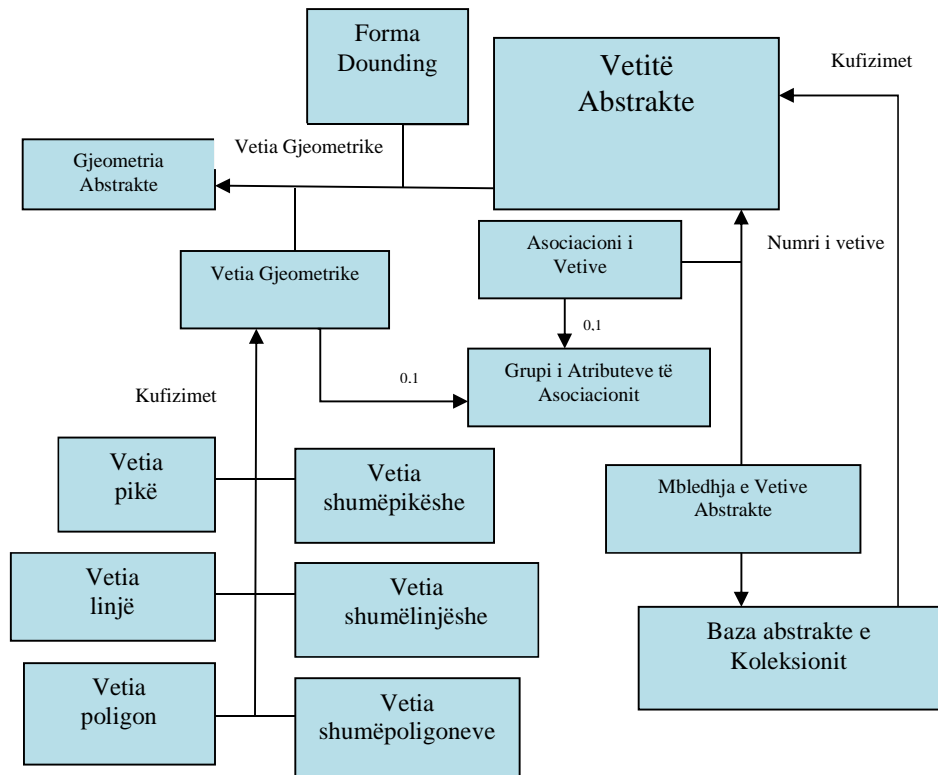 Forma
Dounding
Vetitë
Abstrakte
Kufizimet
Vetia Gjeometrike
Gjeometria
Abstrakte
Asociacioni i
Vetive
Numri i vetive
Vetia Gjeometrike
0.1
0.1
Grupi i Atributeve të
Asociacionit
Kufizimet
Vetia
pikë
Vetia
shumëpikëshe
Mbledhja e Vetive
Abstrakte
Vetia
linjë
Vetia
shumëlinjëshe
Baza abstrakte e
Koleksionit
Vetia
poligon
Vetia
shumëpoligoneve